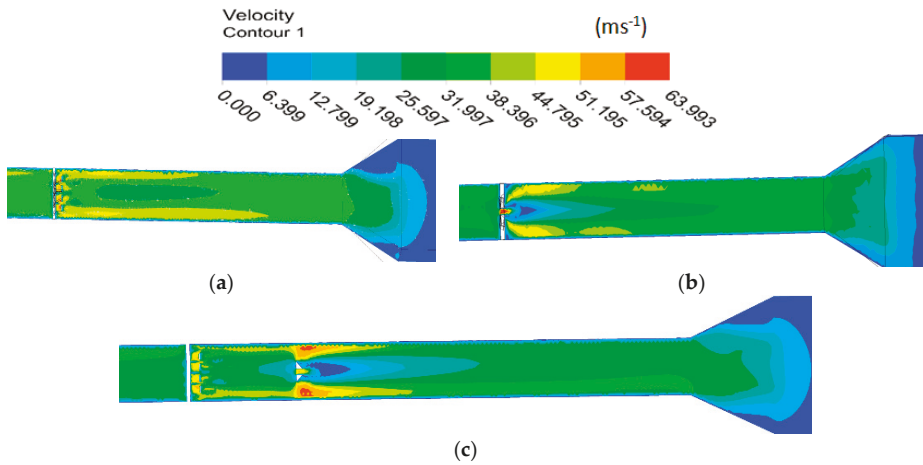 Velocity
Contour 1
(ms⁻¹)
0.000
6.399
12.799
19.198
25.597
31.997
38.396
44.795
51.195
57.594
63.993
(a)
(b)
(c)